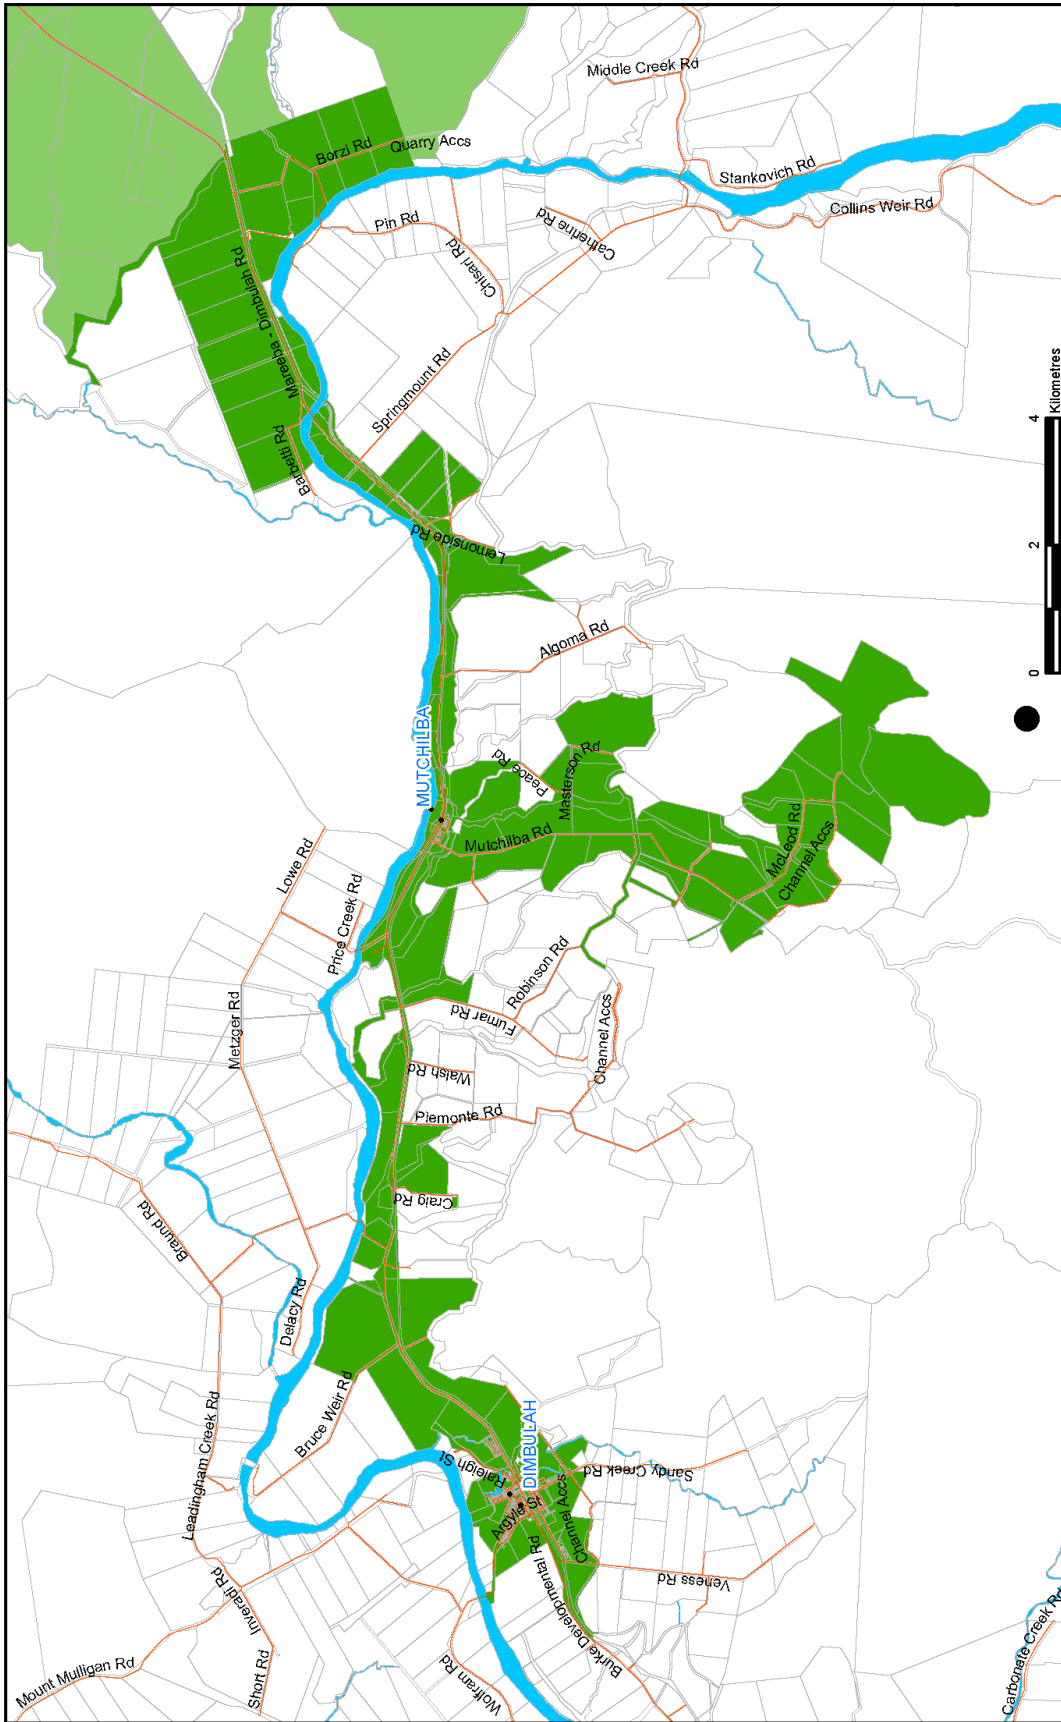 Middle Creek Rd
Borzi Rd
Quarry Accs
Stankovich Rd
Collins Weir Rd
Pin Rd
Catherine Rd
Chisari Rd
Mareeba - Dimbulah Rd
Springmount Rd
Barbetti Rd
Lemonside Rd
Algoma Rd
0
2
4
Kilometres
MUTCHILBA
Peace Rd
Masterson Rd
Mutchilba Rd
McLeod Rd
Channel Accs
Lowe Rd
Price Creek Rd
Metzger Rd
Robinson Rd
Fumar Rd
Channel Accs
Walsh Rd
Piemonte Rd
Craig Rd
Braund Rd
Delacy Rd
Bruce Weir Rd
Leadingham Creek Rd
Raleigh St
DIMBULAH
Argyle St
Sandy Creek Rd
Channel Accs
Burke Developmental Rd
Veness Rd
Inveradi Rd
Mount Mulligan Rd
Short Rd
Wolfram Rd
Carbonate Creek Rd